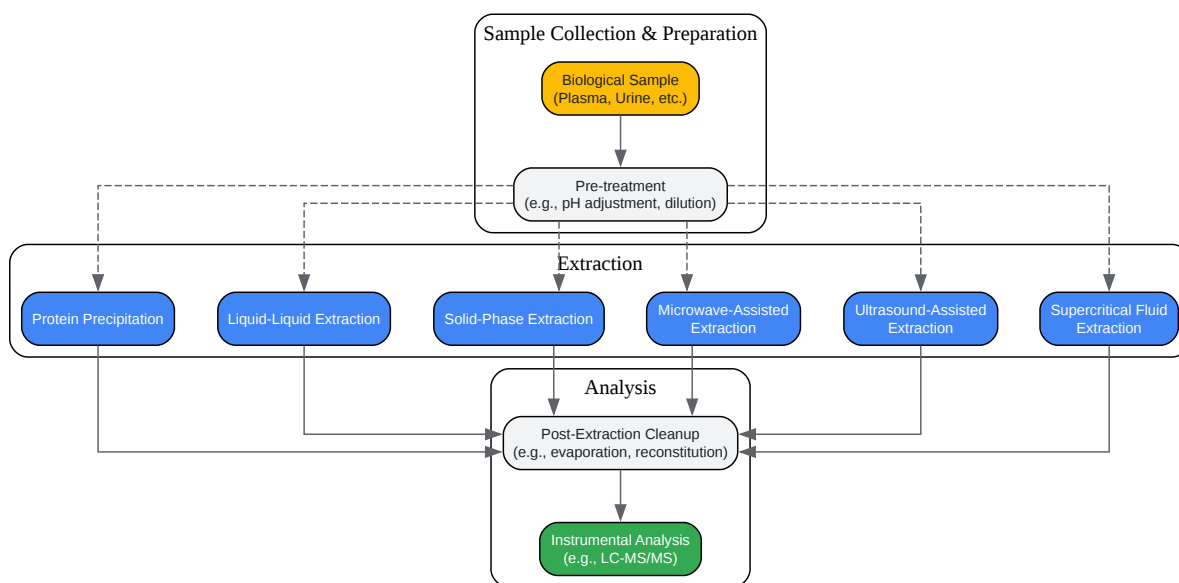 Sample Collection & Preparation
Biological Sample
(Plasma, Urine, etc.)
Pre-treatment
(e.g., pH adjustment, dilution)
Extraction
Protein Precipitation
Liquid-Liquid Extraction
Solid-Phase Extraction
Microwave-Assisted
Extraction
Ultrasound-Assisted
Extraction
Supercritical Fluid
Extraction
Analysis
Post-Extraction Cleanup
(e.g., evaporation, reconstitution)
Instrumental Analysis
(e.g., LC-MS/MS)